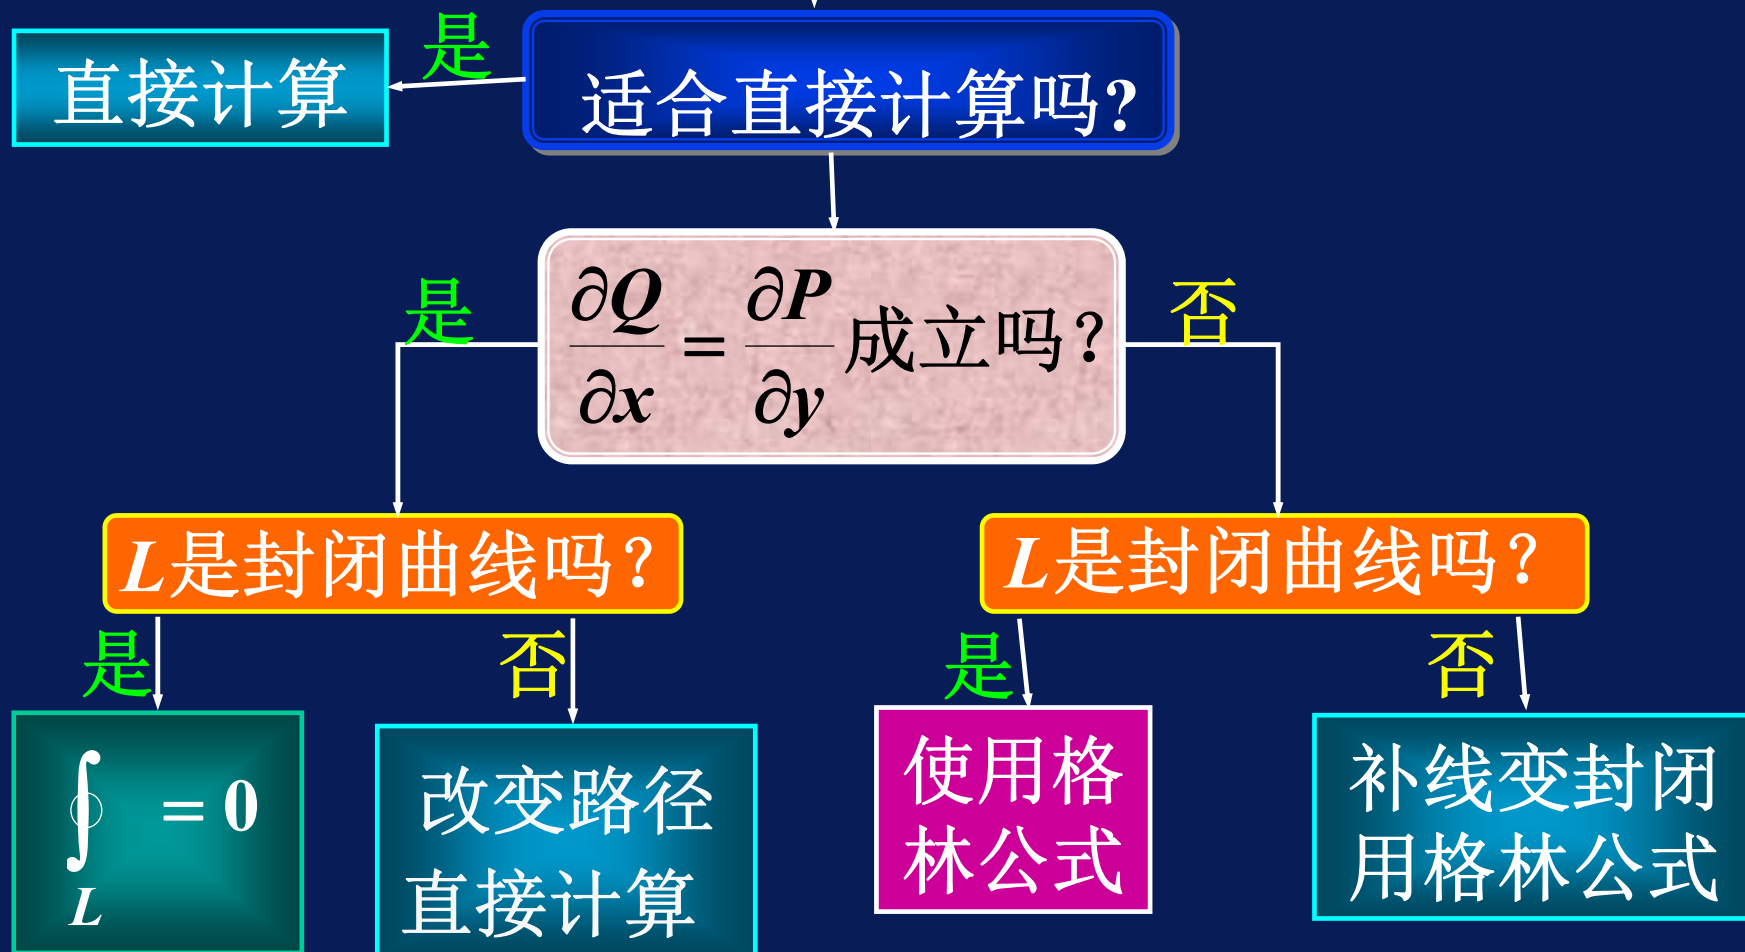 是
直接计算
适合直接计算吗?
是
∂Q/∂x = ∂P/∂y 成立吗?
否
L是封闭曲线吗?
L是封闭曲线吗?
是
否
是
否
∮L = 0
改变路径
直接计算
使用格
林公式
补线变封闭
用格林公式